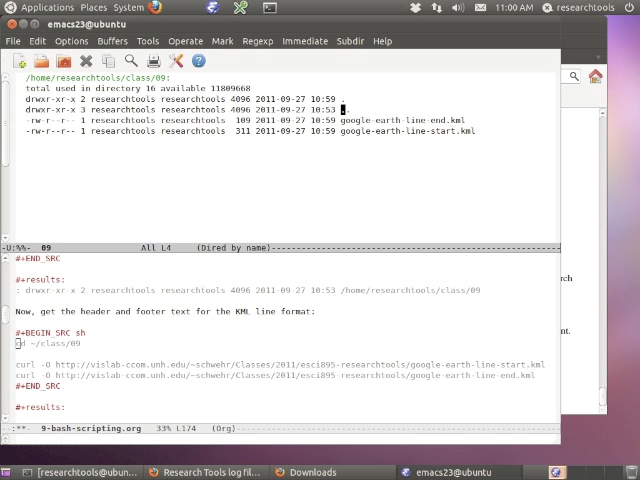 Applications Places System 11:00 AM researchtools
emacs23@ubuntu
File Edit Options Buffers Tools Operate Mark Regexp Immediate Subdir Help
/home/researchtools/class/09:
total used in directory 16 available 11809668
drwxr-xr-x 2 researchtools researchtools 4096 2011-09-27 10:59 .
drwxr-xr-x 3 researchtools researchtools 4096 2011-09-27 10:53 ..
-rw-r--r-- 1 researchtools researchtools 109 2011-09-27 10:59 google-earth-line-end.kml
-rw-r--r-- 1 researchtools researchtools 311 2011-09-27 10:59 google-earth-line-start.kml
-U:%%- 09 All L4 (Dired by name)
#+END_SRC
#+results:
: drwxr-xr-x 2 researchtools researchtools 4096 2011-09-27 10:53 /home/researchtools/class/09
Now, get the header and footer text for the KML line format:
#+BEGIN_SRC sh
cd ~/class/09
curl -O http://vislab-ccom.unh.edu/~schwehr/Classes/2011/esci895-researchtools/google-earth-line-start.kml
curl -O http://vislab-ccom.unh.edu/~schwehr/Classes/2011/esci895-researchtools/google-earth-line-end.kml
#+END_SRC
#+results:
-:**- 9-bash-scripting.org 33% L174 (Org)
rch
nt.
[researchtools@ubun... Research Tools log fil... Downloads emacs23@ubuntu